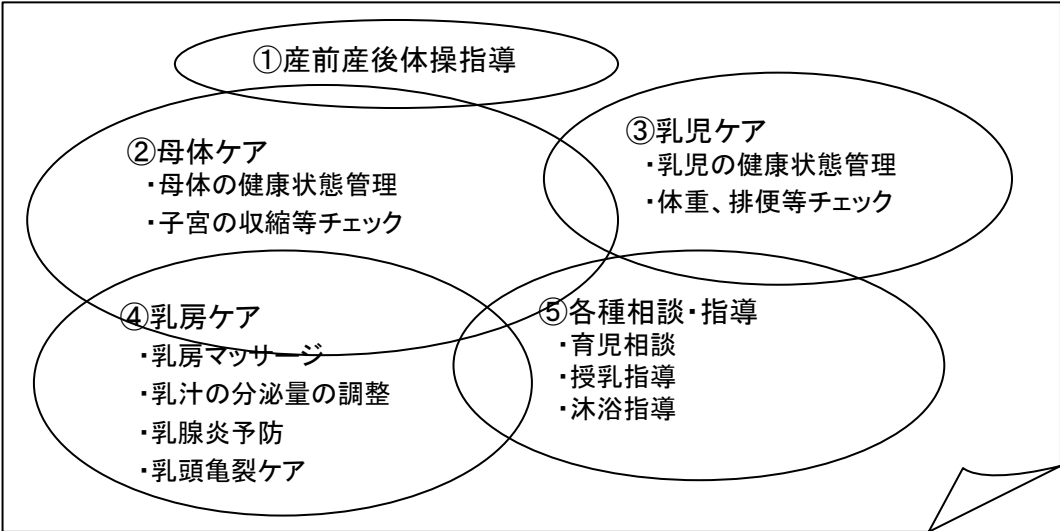 ①産前産後体操指導
②母体ケア
・母体の健康状態管理
・子宮の収縮等チェック
③乳児ケア
・乳児の健康状態管理
・体重、排便等チェック
④乳房ケア
・乳房マッサージ
・乳汁の分泌量の調整
・乳腺炎予防
・乳頭亀裂ケア
⑤各種相談・指導
・育児相談
・授乳指導
・沐浴指導